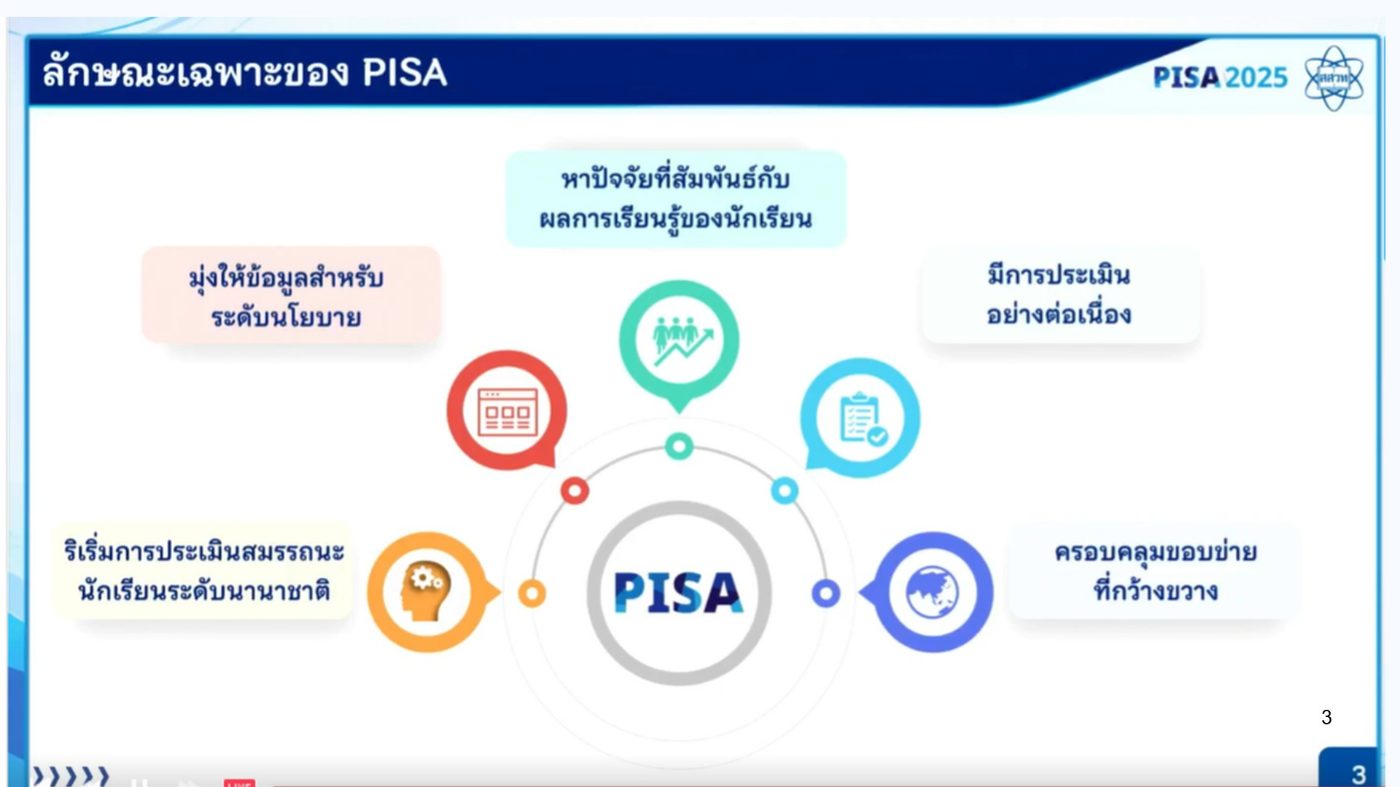 ลักษณะเฉพาะของ PISA
PISA 2025
สสวท
หาปัจจัยที่สัมพันธ์กับ
ผลการเรียนรู้ของนักเรียน
มุ่งให้ข้อมูลสำหรับ
ระดับนโยบาย
มีการประเมิน
อย่างต่อเนื่อง
ริเริ่มการประเมินสมรรถนะ
นักเรียนระดับนานาชาติ
PISA
ครอบคลุมขอบข่าย
ที่กว้างขวาง
3
3
LIVE